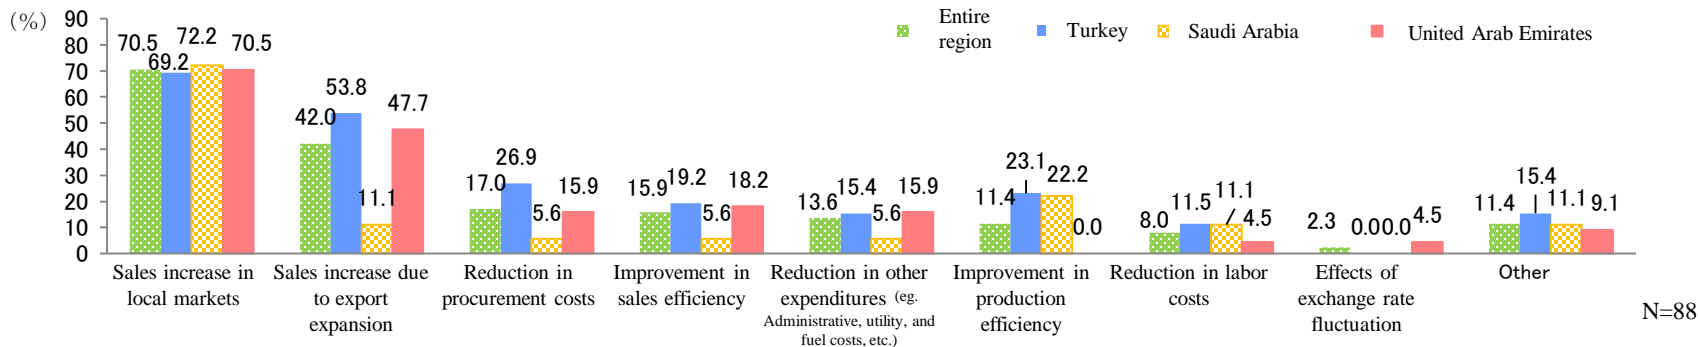 (%)
90
80
70
60
50
40
30
20
10
0
Entire
region
Turkey
Saudi Arabia
United Arab Emirates
70.5
69.2
72.2
70.5
42.0
53.8
11.1
47.7
17.0
26.9
5.6
15.9
15.9
19.2
5.6
18.2
13.6
15.4
5.6
15.9
11.4
23.1
22.2
0.0
8.0
11.5
11.1
4.5
2.3
0.0
0.0
4.5
11.4
15.4
11.1
9.1
Sales increase in
local markets
Sales increase due
to export
expansion
Reduction in
procurement costs
Improvement in
sales efficiency
Reduction in other
expenditures (eg.
Administrative, utility, and
fuel costs, etc.)
Improvement in
production
efficiency
Reduction in labor
costs
Effects of
exchange rate
fluctuation
Other
N=88